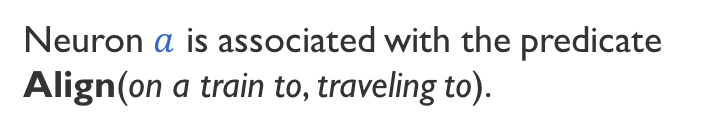 Neuron a is associated with the predicate
Align(on a train to, traveling to).